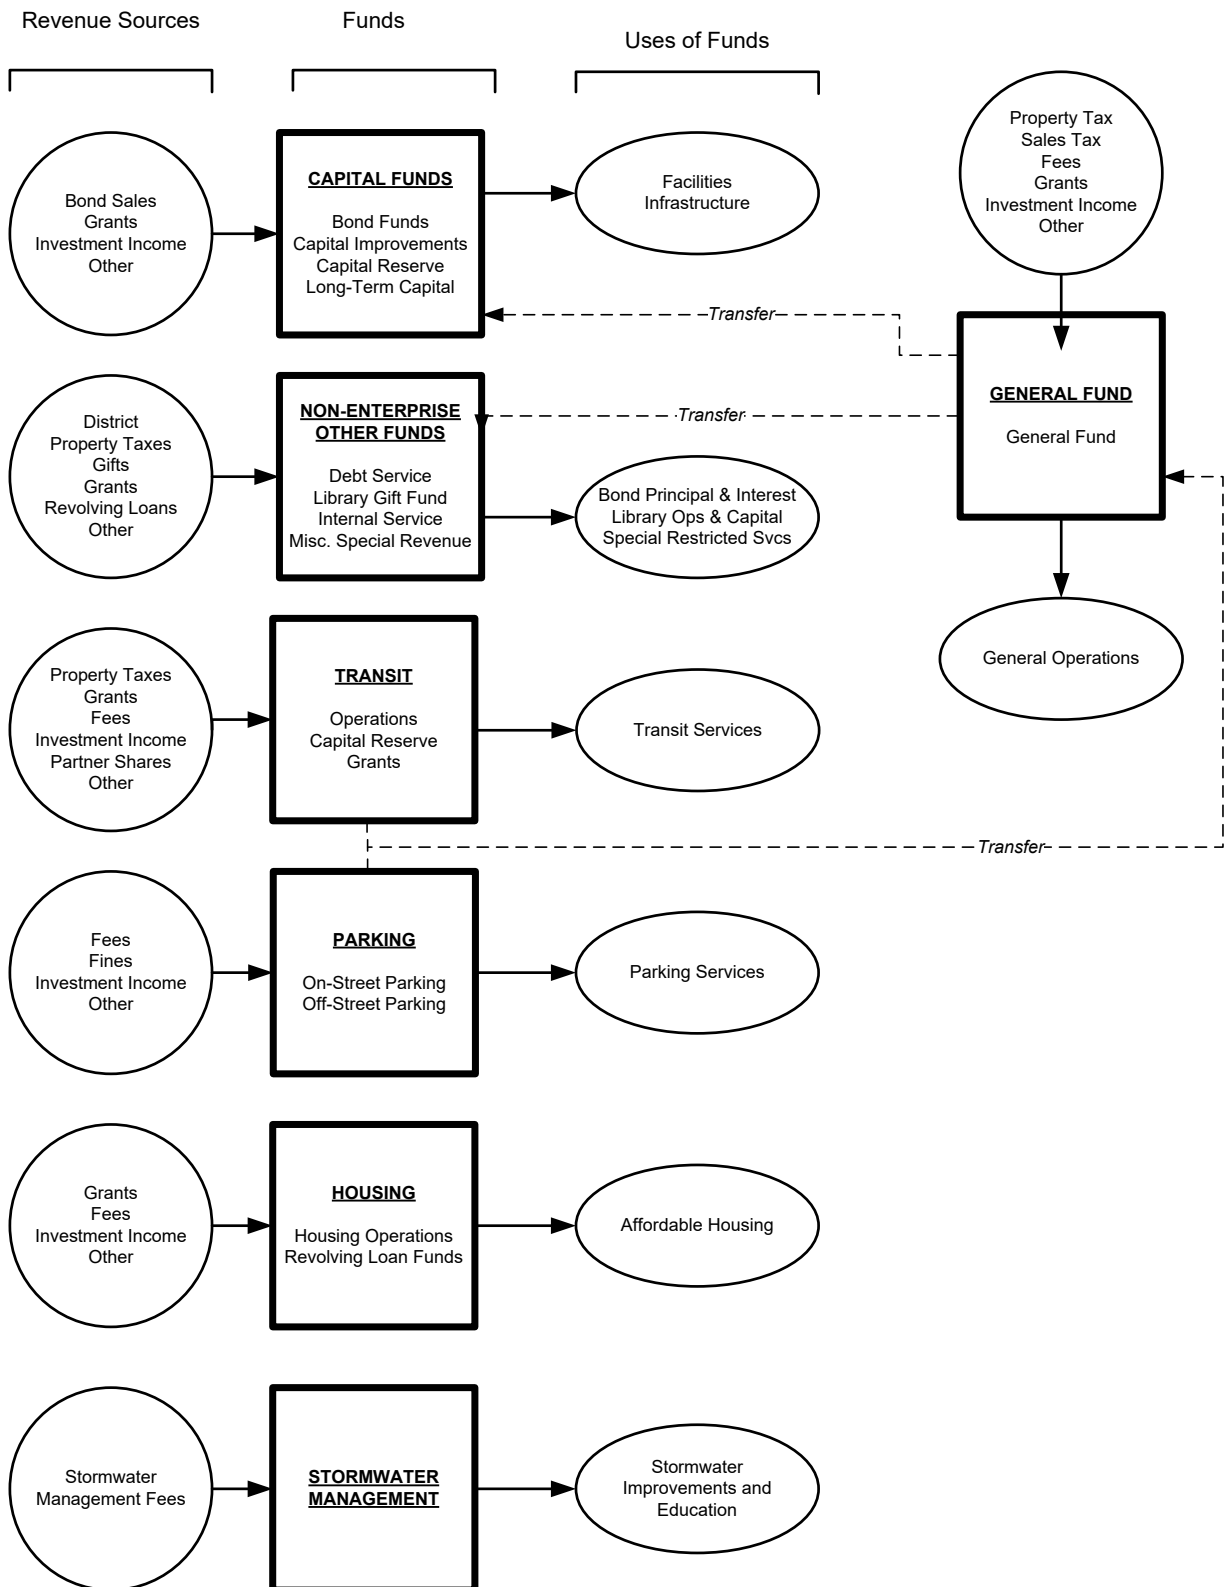 Revenue Sources
Funds
Uses of Funds
Bond Sales
Grants
Investment Income
Other
CAPITAL FUNDS
Bond Funds
Capital Improvements
Capital Reserve
Long-Term Capital
Facilities
Infrastructure
Property Tax
Sales Tax
Fees
Grants
Investment Income
Other
Transfer
District
Property Taxes
Gifts
Grants
Revolving Loans
Other
NON-ENTERPRISE
OTHER FUNDS
Debt Service
Library Gift Fund
Internal Service
Misc. Special Revenue
Transfer
Bond Principal & Interest
Library Ops & Capital
Special Restricted Svcs
GENERAL FUND
General Fund
General Operations
Property Taxes
Grants
Fees
Investment Income
Partner Shares
Other
TRANSIT
Operations
Capital Reserve
Grants
Transit Services
Transfer
Fees
Fines
Investment Income
Other
PARKING
On-Street Parking
Off-Street Parking
Parking Services
Grants
Fees
Investment Income
Other
HOUSING
Housing Operations
Revolving Loan Funds
Affordable Housing
Stormwater
Management Fees
STORMWATER
MANAGEMENT
Stormwater
Improvements and
Education